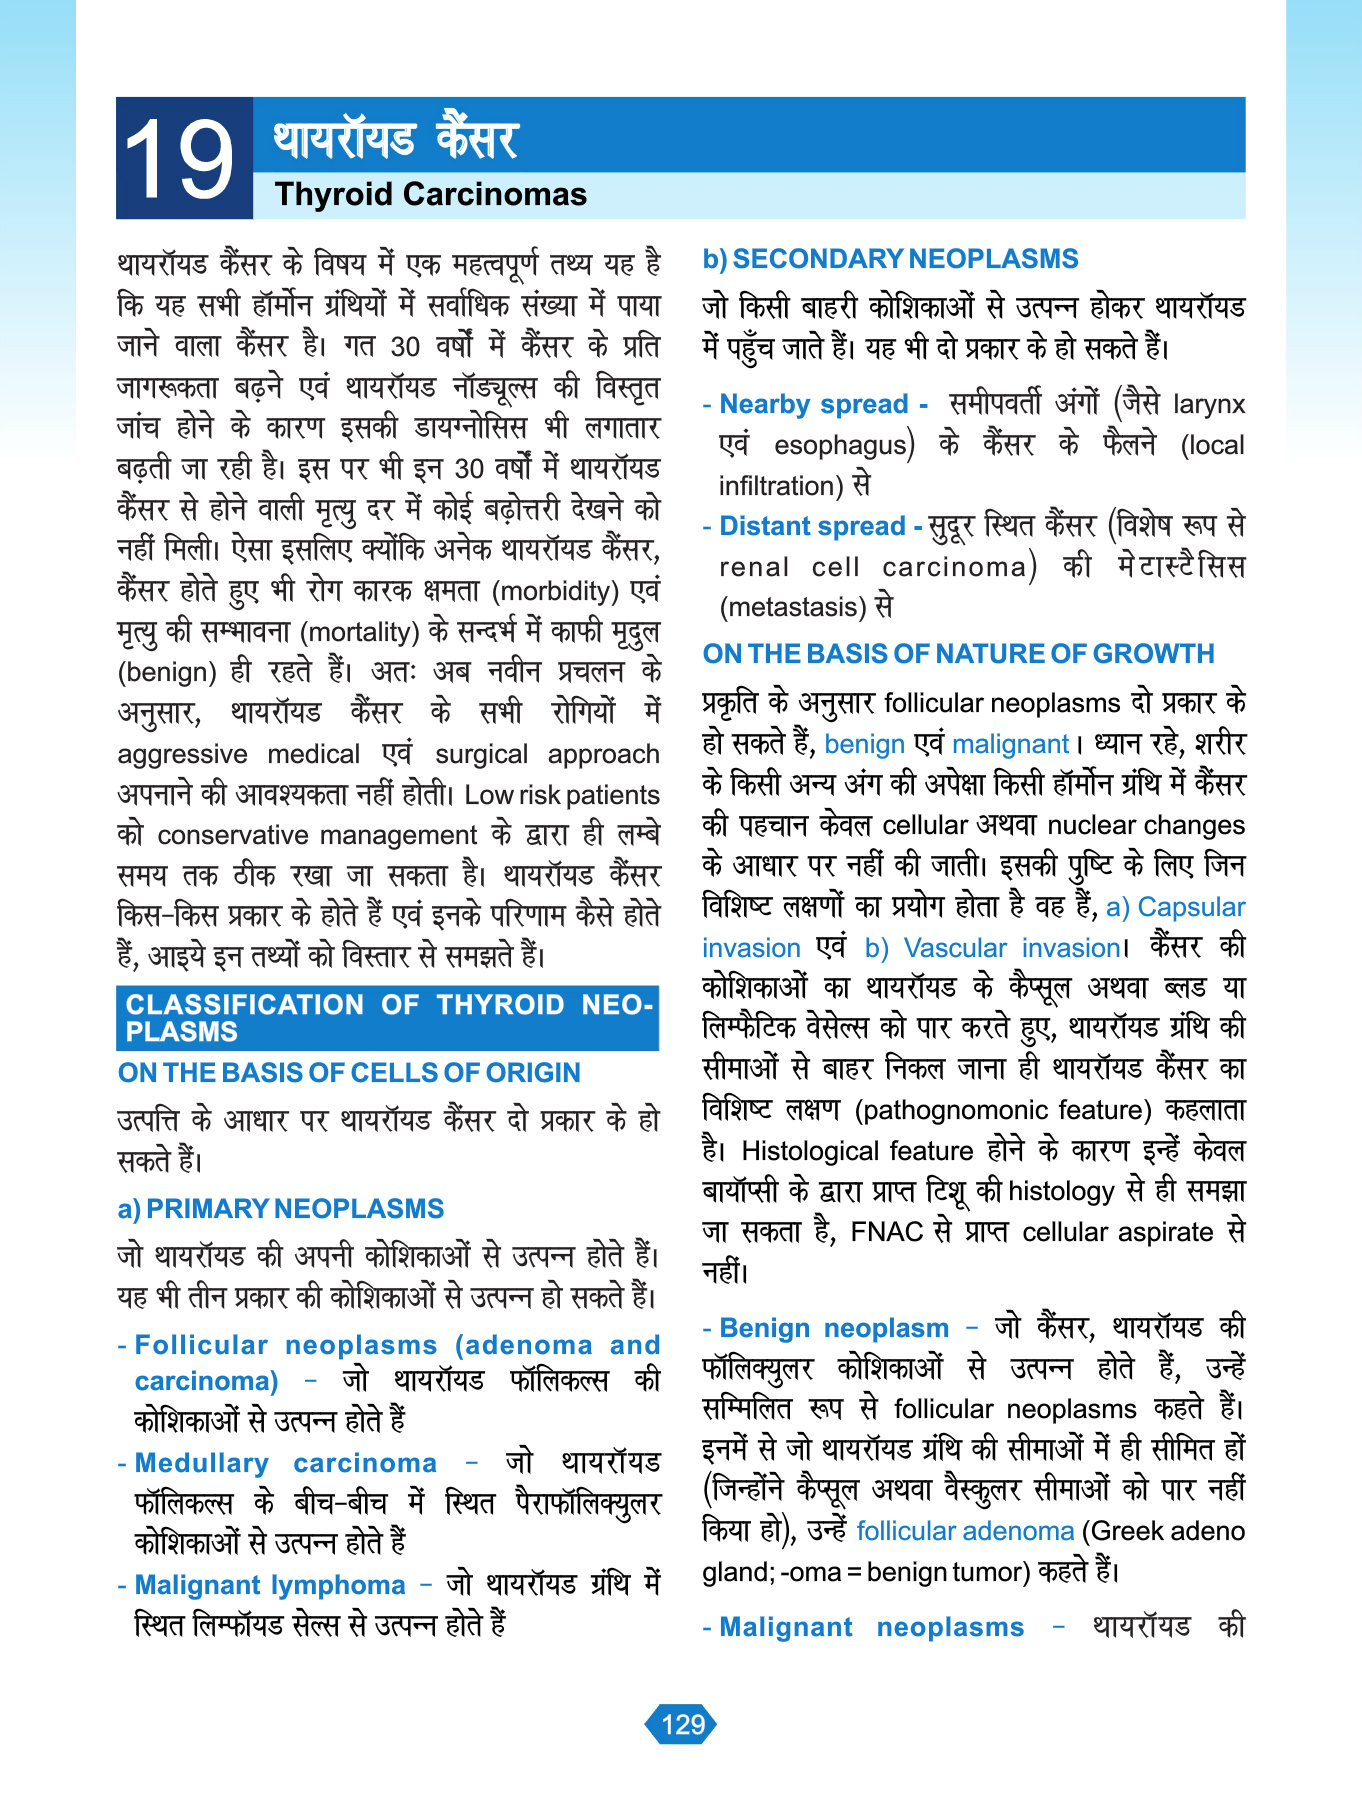 19
थायरॉयड कैंसर
Thyroid Carcinomas
थायरॉयड कैंसर के विषय में एक महत्वपूर्ण तथ्य यह है
कि यह सभी हॉर्मोन ग्रंथियों में सर्वाधिक संख्या में पाया
जाने वाला कैंसर है। गत 30 वर्षों में कैंसर के प्रति
जागरूकता बढ़ने एवं थायरॉयड नॉड्यूल्स की विस्तृत
जांच होने के कारण इसकी डायग्नोसिस भी लगातार
बढ़ती जा रही है। इस पर भी इन 30 वर्षों में थायरॉयड
कैंसर से होने वाली मृत्यु दर में कोई बढ़ोत्तरी देखने को
नहीं मिली। ऐसा इसलिए क्योंकि अनेक थायरॉयड कैंसर,
कैंसर होते हुए भी रोग कारक क्षमता (morbidity) एवं
मृत्यु की सम्भावना (mortality) के सन्दर्भ में काफी मृदुल
(benign) ही रहते हैं। अतः अब नवीन प्रचलन के
अनुसार, थायरॉयड कैंसर के सभी रोगियों में
aggressive medical एवं surgical approach
अपनाने की आवश्यकता नहीं होती। Low risk patients
को conservative management के द्वारा ही लम्बे
समय तक ठीक रखा जा सकता है। थायरॉयड कैंसर
किस-किस प्रकार के होते हैं एवं इनके परिणाम कैसे होते
हैं, आइये इन तथ्यों को विस्तार से समझते हैं।
CLASSIFICATION OF THYROID NEO-
PLASMS
ON THE BASIS OF CELLS OF ORIGIN
उत्पत्ति के आधार पर थायरॉयड कैंसर दो प्रकार के हो
सकते हैं।
a) PRIMARY NEOPLASMS
जो थायरॉयड की अपनी कोशिकाओं से उत्पन्न होते हैं।
यह भी तीन प्रकार की कोशिकाओं से उत्पन्न हो सकते हैं।
- Follicular neoplasms (adenoma and
carcinoma) – जो थायरॉयड फॉलिकल्स की
कोशिकाओं से उत्पन्न होते हैं
- Medullary carcinoma – जो थायरॉयड
फॉलिकल्स के बीच-बीच में स्थित पैराफॉलिक्युलर
कोशिकाओं से उत्पन्न होते हैं
- Malignant lymphoma – जो थायरॉयड ग्रंथि में
स्थित लिम्फॉयड सेल्स से उत्पन्न होते हैं
b) SECONDARY NEOPLASMS
जो किसी बाहरी कोशिकाओं से उत्पन्न होकर थायरॉयड
में पहुँच जाते हैं। यह भी दो प्रकार के हो सकते हैं।
- Nearby spread - समीपवर्ती अंगों (जैसे larynx
एवं esophagus) के कैंसर के फैलने (local
infiltration) से
- Distant spread - सुदूर स्थित कैंसर (विशेष रूप से
renal cell carcinoma) की मेटास्टैसिस
(metastasis) से
ON THE BASIS OF NATURE OF GROWTH
प्रकृति के अनुसार follicular neoplasms दो प्रकार के
हो सकते हैं, benign एवं malignant। ध्यान रहे, शरीर
के किसी अन्य अंग की अपेक्षा किसी हॉर्मोन ग्रंथि में कैंसर
की पहचान केवल cellular अथवा nuclear changes
के आधार पर नहीं की जाती। इसकी पुष्टि के लिए जिन
विशिष्ट लक्षणों का प्रयोग होता है वह हैं, a) Capsular
invasion एवं b) Vascular invasion। कैंसर की
कोशिकाओं का थायरॉयड के कैप्सूल अथवा ब्लड या
लिम्फैटिक वेसेल्स को पार करते हुए, थायरॉयड ग्रंथि की
सीमाओं से बाहर निकल जाना ही थायरॉयड कैंसर का
विशिष्ट लक्षण (pathognomonic feature) कहलाता
है। Histological feature होने के कारण इन्हें केवल
बायॉप्सी के द्वारा प्राप्त टिशू की histology से ही समझा
जा सकता है, FNAC से प्राप्त cellular aspirate से
नहीं।
- Benign neoplasm – जो कैंसर, थायरॉयड की
फॉलिक्युलर कोशिकाओं से उत्पन्न होते हैं, उन्हें
सम्मिलित रूप से follicular neoplasms कहते हैं।
इनमें से जो थायरॉयड ग्रंथि की सीमाओं में ही सीमित हों
(जिन्होंने कैप्सूल अथवा वैस्कुलर सीमाओं को पार नहीं
किया हो), उन्हें follicular adenoma (Greek adeno
gland; -oma = benign tumor) कहते हैं।
- Malignant neoplasms – थायरॉयड की
129